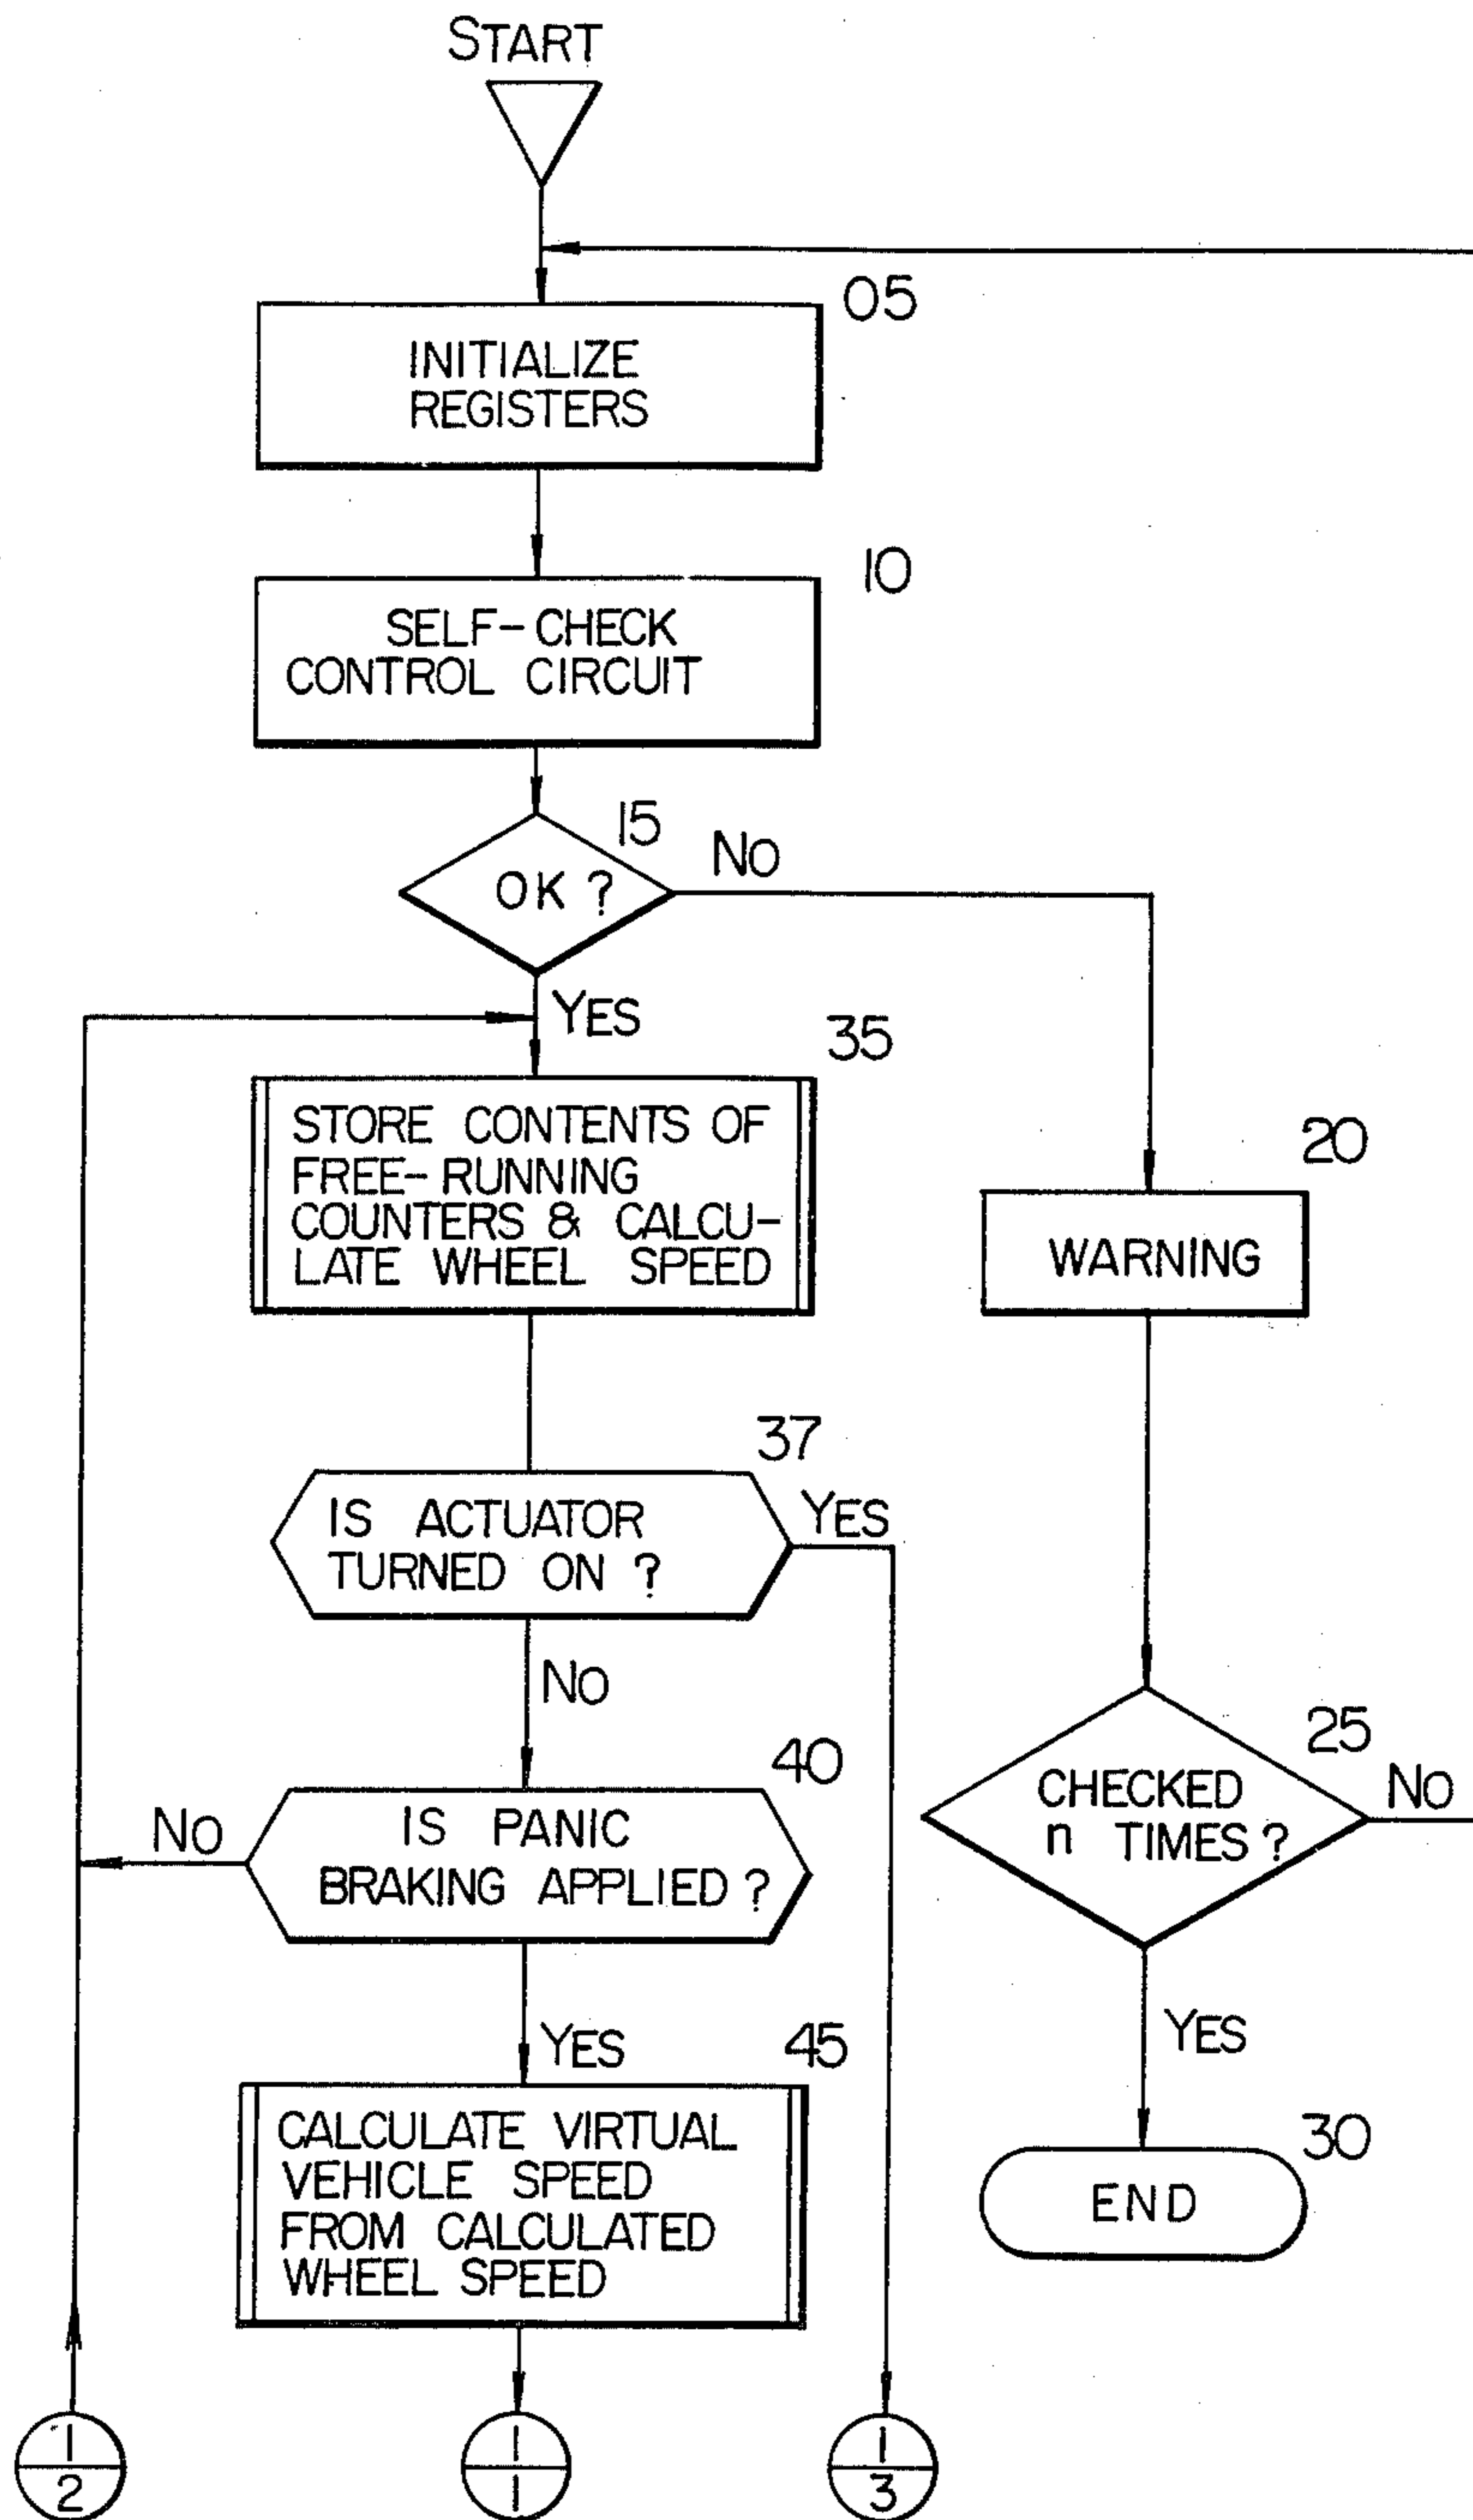 START
05
INITIALIZE
REGISTERS
10
SELF-CHECK
CONTROL CIRCUIT
15
OK ?
NO
YES
35
STORE CONTENTS OF
FREE-RUNNING
COUNTERS & CALCU-
LATE WHEEL SPEED
20
WARNING
37
IS ACTUATOR
TURNED ON ?
YES
NO
25
CHECKED
n TIMES ?
NO
40
IS PANIC
BRAKING APPLIED ?
NO
YES
YES
45
CALCULATE VIRTUAL
VEHICLE SPEED
FROM CALCULATED
WHEEL SPEED
30
END
1
2
1
1
1
3